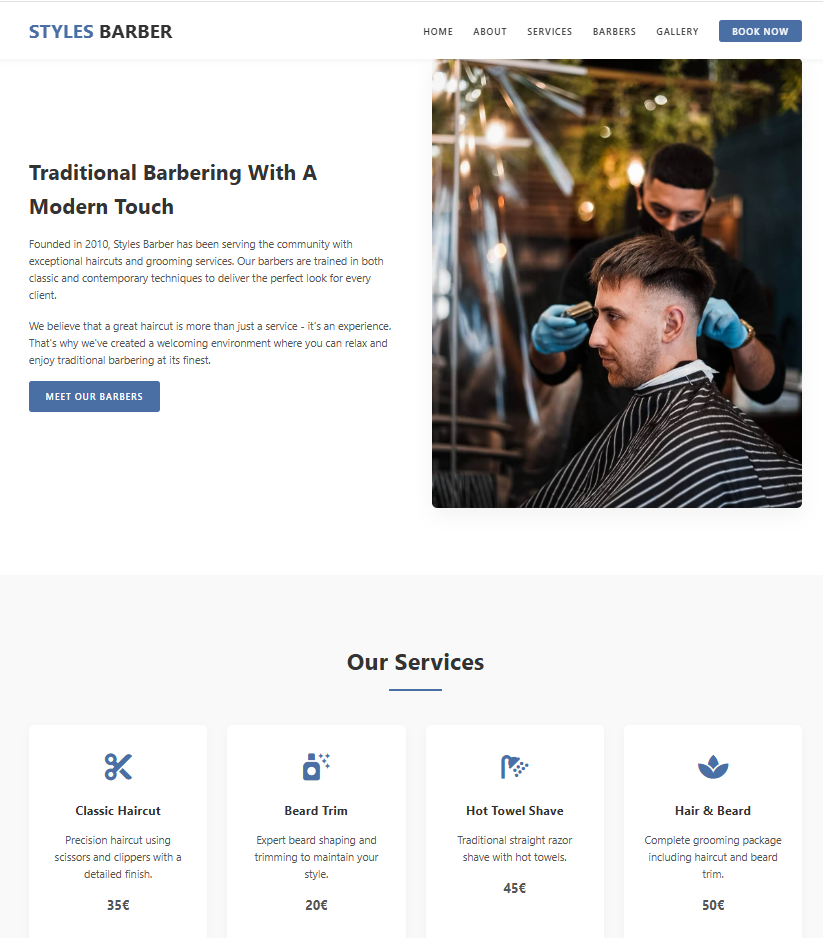 STYLES BARBER
HOME ABOUT SERVICES BARBERS GALLERY BOOK NOW
Traditional Barbering With A
Modern Touch
Founded in 2010, Styles Barber has been serving the community with
exceptional haircuts and grooming services. Our barbers are trained in both
classic and contemporary techniques to deliver the perfect look for every
client.
We believe that a great haircut is more than just a service - it's an experience.
That's why we've created a welcoming environment where you can relax and
enjoy traditional barbering at its finest.
MEET OUR BARBERS
Our Services
Classic Haircut
Precision haircut using
scissors and clippers with a
detailed finish.
35€
Beard Trim
Expert beard shaping and
trimming to maintain your
style.
20€
Hot Towel Shave
Traditional straight razor
shave with hot towels.
45€
Hair & Beard
Complete grooming package
including haircut and beard
trim.
50€